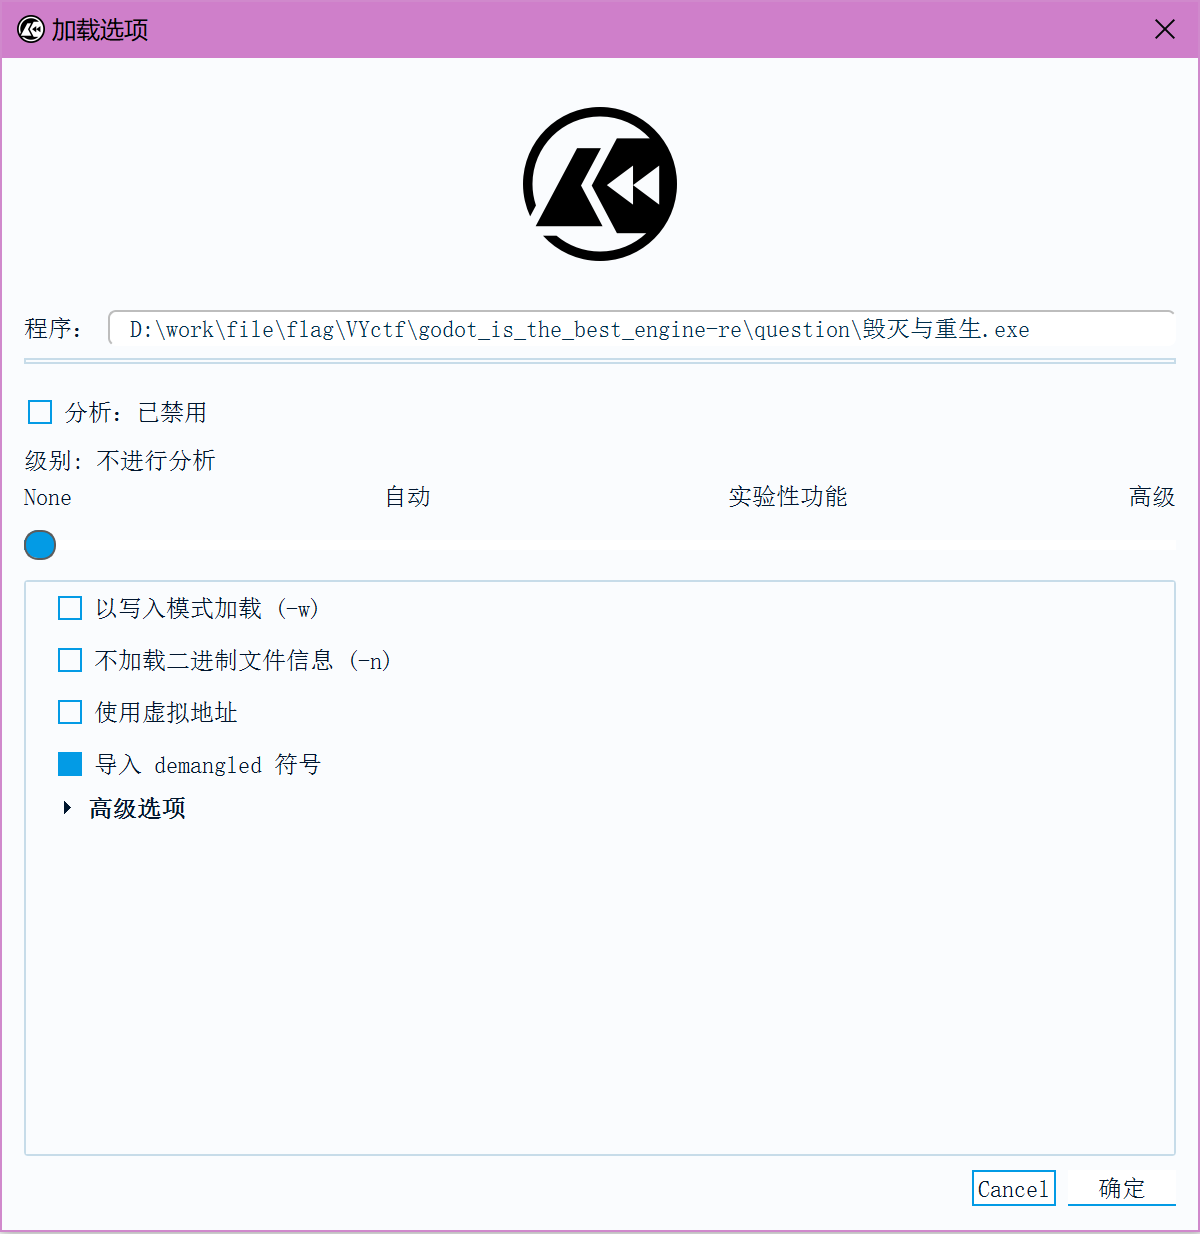 加载选项
程序： D:\work\file\flag\VYctf\godot_is_the_best_engine-re\question\毁灭与重生.exe
分析：已禁用
级别：不进行分析
None 自动 实验性功能 高级
以写入模式加载 (-w)
不加载二进制文件信息 (-n)
使用虚拟地址
导入 demangled 符号
高级选项
Cancel 确定